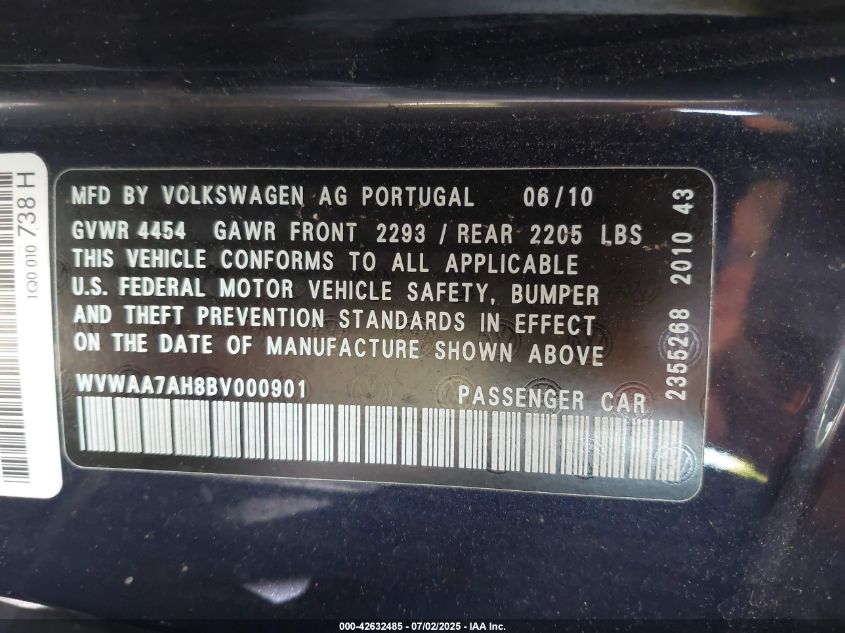 MFD BY VOLKSWAGEN AG PORTUGAL 06/10
GVWR 4454 GAWR FRONT 2293 / REAR 2205 LBS
THIS VEHICLE CONFORMS TO ALL APPLICABLE
U.S. FEDERAL MOTOR VEHICLE SAFETY, BUMPER
AND THEFT PREVENTION STANDARDS IN EFFECT
ON THE DATE OF MANUFACTURE SHOWN ABOVE
WVWAA7AH8BV000901 PASSENGER CAR
2355268 2010 43
1Q0 010 738 H
000-42632485 - 07/02/2025 - IAA Inc.